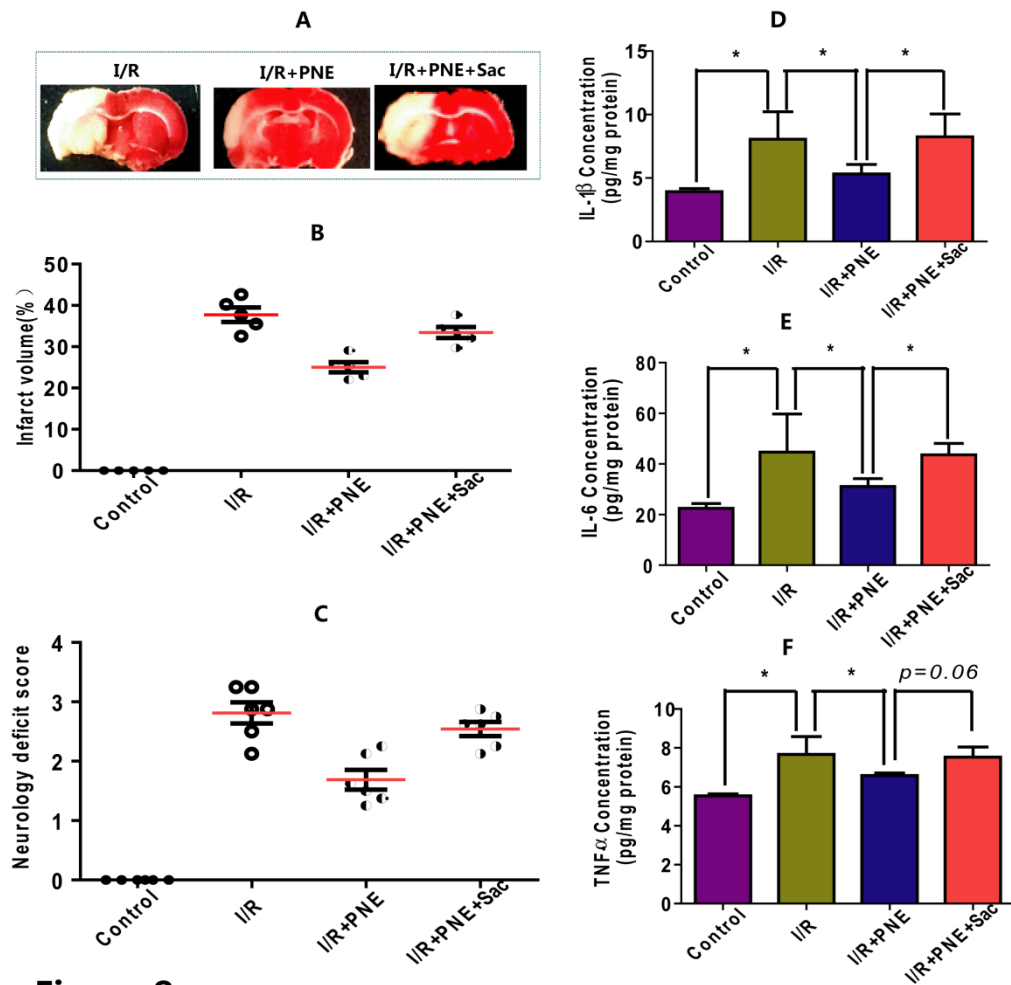 A
I/R
I/R+PNE
I/R+PNE+Sac
B
Infarct volume(%)
50
40
30
20
10
0
Control
I/R
I/R+PNE
I/R+PNE+Sac
C
Neurology deficit score
4
3
2
1
0
Control
I/R
I/R+PNE
I/R+PNE+Sac
D
IL-1β Concentration
(pg/mg protein)
15
10
5
0
* * *
Control
I/R
I/R+PNE
I/R+PNE+Sac
E
IL-6 Concentration
(pg/mg protein)
80
60
40
20
0
* * *
Control
I/R
I/R+PNE
I/R+PNE+Sac
F
TNFα Concentration
(pg/mg protein)
10
8
6
4
2
0
* * p=0.06
Control
I/R
I/R+PNE
I/R+PNE+Sac